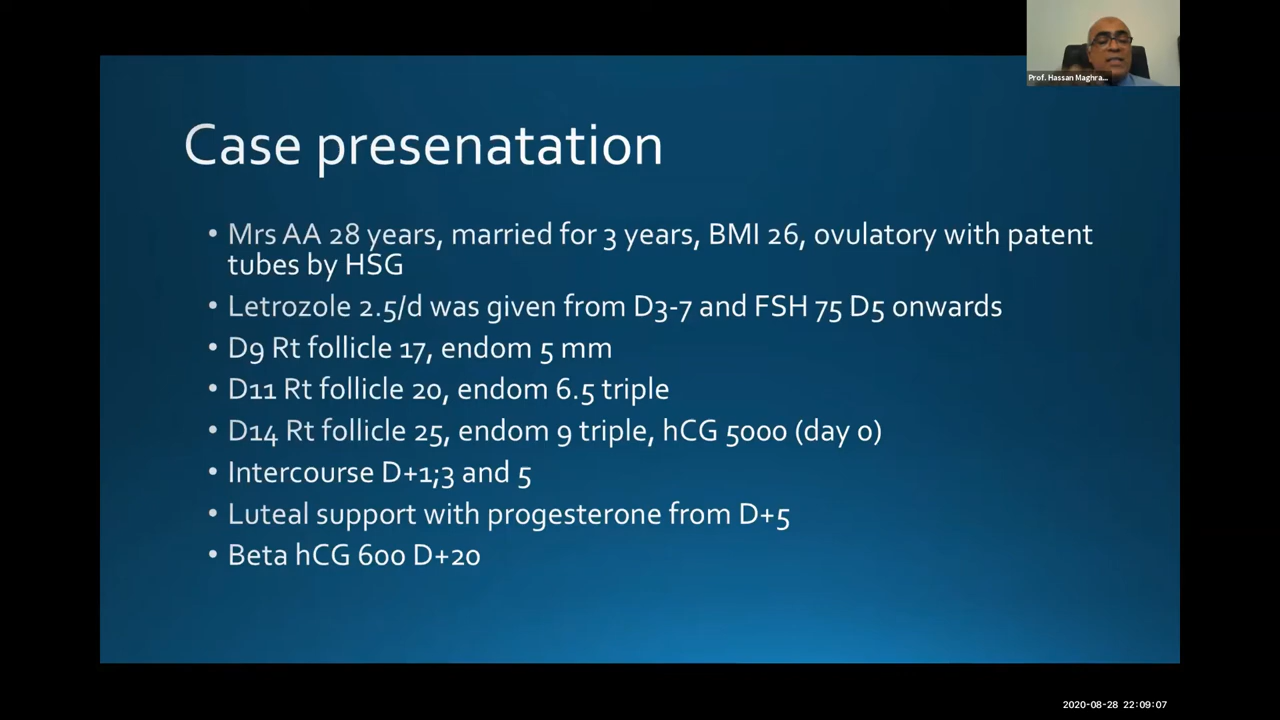 Prof. Hassan Maghra...
Case presenatation
• Mrs AA 28 years, married for 3 years, BMI 26, ovulatory with patent
tubes by HSG
• Letrozole 2.5/d was given from D3-7 and FSH 75 D5 onwards
• D9 Rt follicle 17, endom 5 mm
• D11 Rt follicle 20, endom 6.5 triple
• D14 Rt follicle 25, endom 9 triple, hCG 5000 (day 0)
• Intercourse D+1;3 and 5
• Luteal support with progesterone from D+5
• Beta hCG 600 D+20
2020-08-28 22:09:07